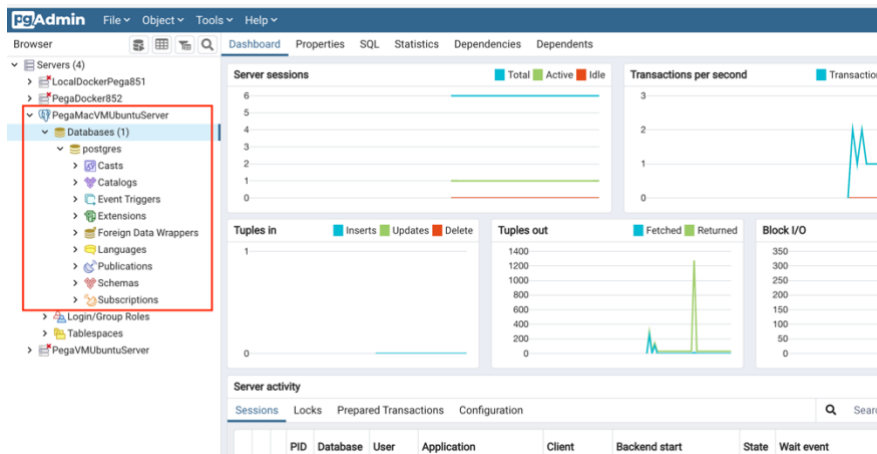 pgAdmin File Object Tools Help
Browser
Dashboard Properties SQL Statistics Dependencies Dependents
Servers (4)
LocalDockerPega851
PegaDocker852
PegaMacVMUbuntuServer
Databases (1)
postgres
Casts
Catalogs
Event Triggers
Extensions
Foreign Data Wrappers
Languages
Publications
Schemas
Subscriptions
Login/Group Roles
Tablespaces
PegaVMUbuntuServer
Server sessions Total Active Idle
6
5
4
3
2
1
0
Transactions per second Transaction
3
2
1
0
Tuples in Inserts Updates Delete
1
0
Tuples out Fetched Returned
1400
1200
1000
800
600
400
200
0
Block I/O
350
300
250
200
150
100
50
0
Server activity
Sessions Locks Prepared Transactions Configuration
Sear
PID Database User Application Client Backend start State Wait event